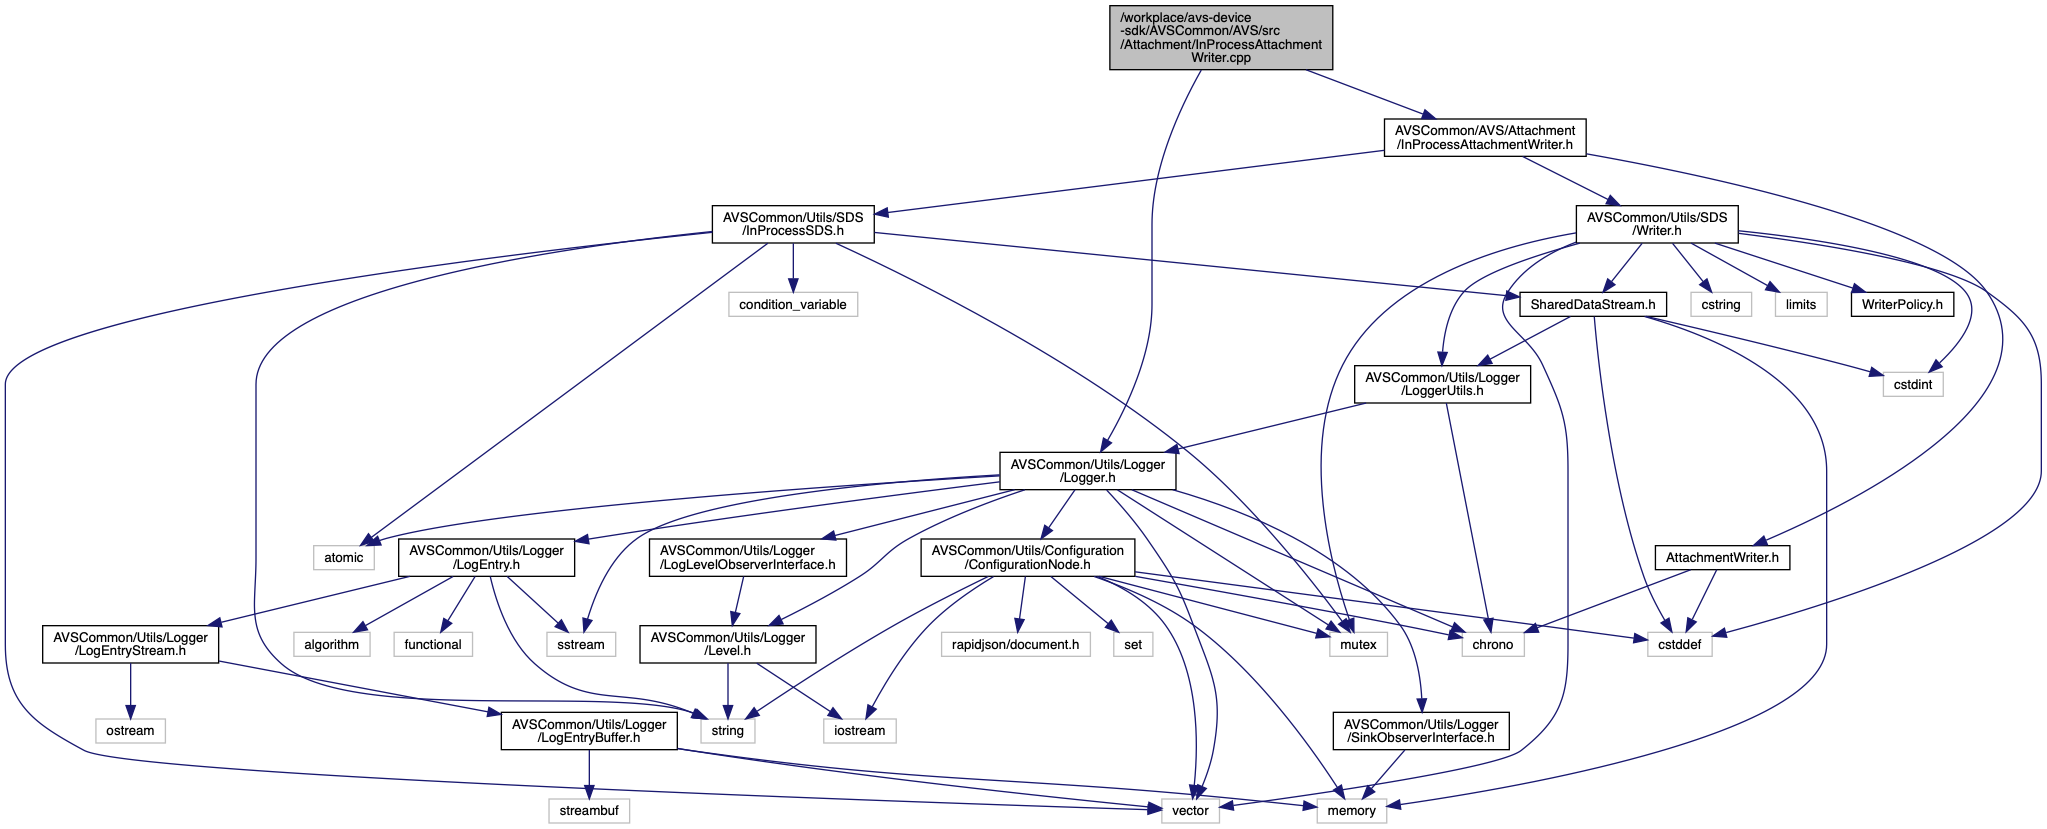 /workplace/avs-device
-sdk/AVSCommon/AVS/src
/Attachment/InProcessAttachment
Writer.cpp
AVSCommon/AVS/Attachment
/InProcessAttachmentWriter.h
AVSCommon/Utils/SDS
/InProcessSDS.h
AVSCommon/Utils/SDS
/Writer.h
condition_variable
SharedDataStream.h
cstring
limits
WriterPolicy.h
AVSCommon/Utils/Logger
/LoggerUtils.h
cstdint
AVSCommon/Utils/Logger
/Logger.h
atomic
AVSCommon/Utils/Logger
/LogEntry.h
AVSCommon/Utils/Logger
/LogLevelObserverInterface.h
AVSCommon/Utils/Configuration
/ConfigurationNode.h
AttachmentWriter.h
AVSCommon/Utils/Logger
/LogEntryStream.h
algorithm
functional
sstream
AVSCommon/Utils/Logger
/Level.h
rapidjson/document.h
set
mutex
chrono
cstddef
ostream
AVSCommon/Utils/Logger
/LogEntryBuffer.h
string
iostream
AVSCommon/Utils/Logger
/SinkObserverInterface.h
streambuf
vector
memory